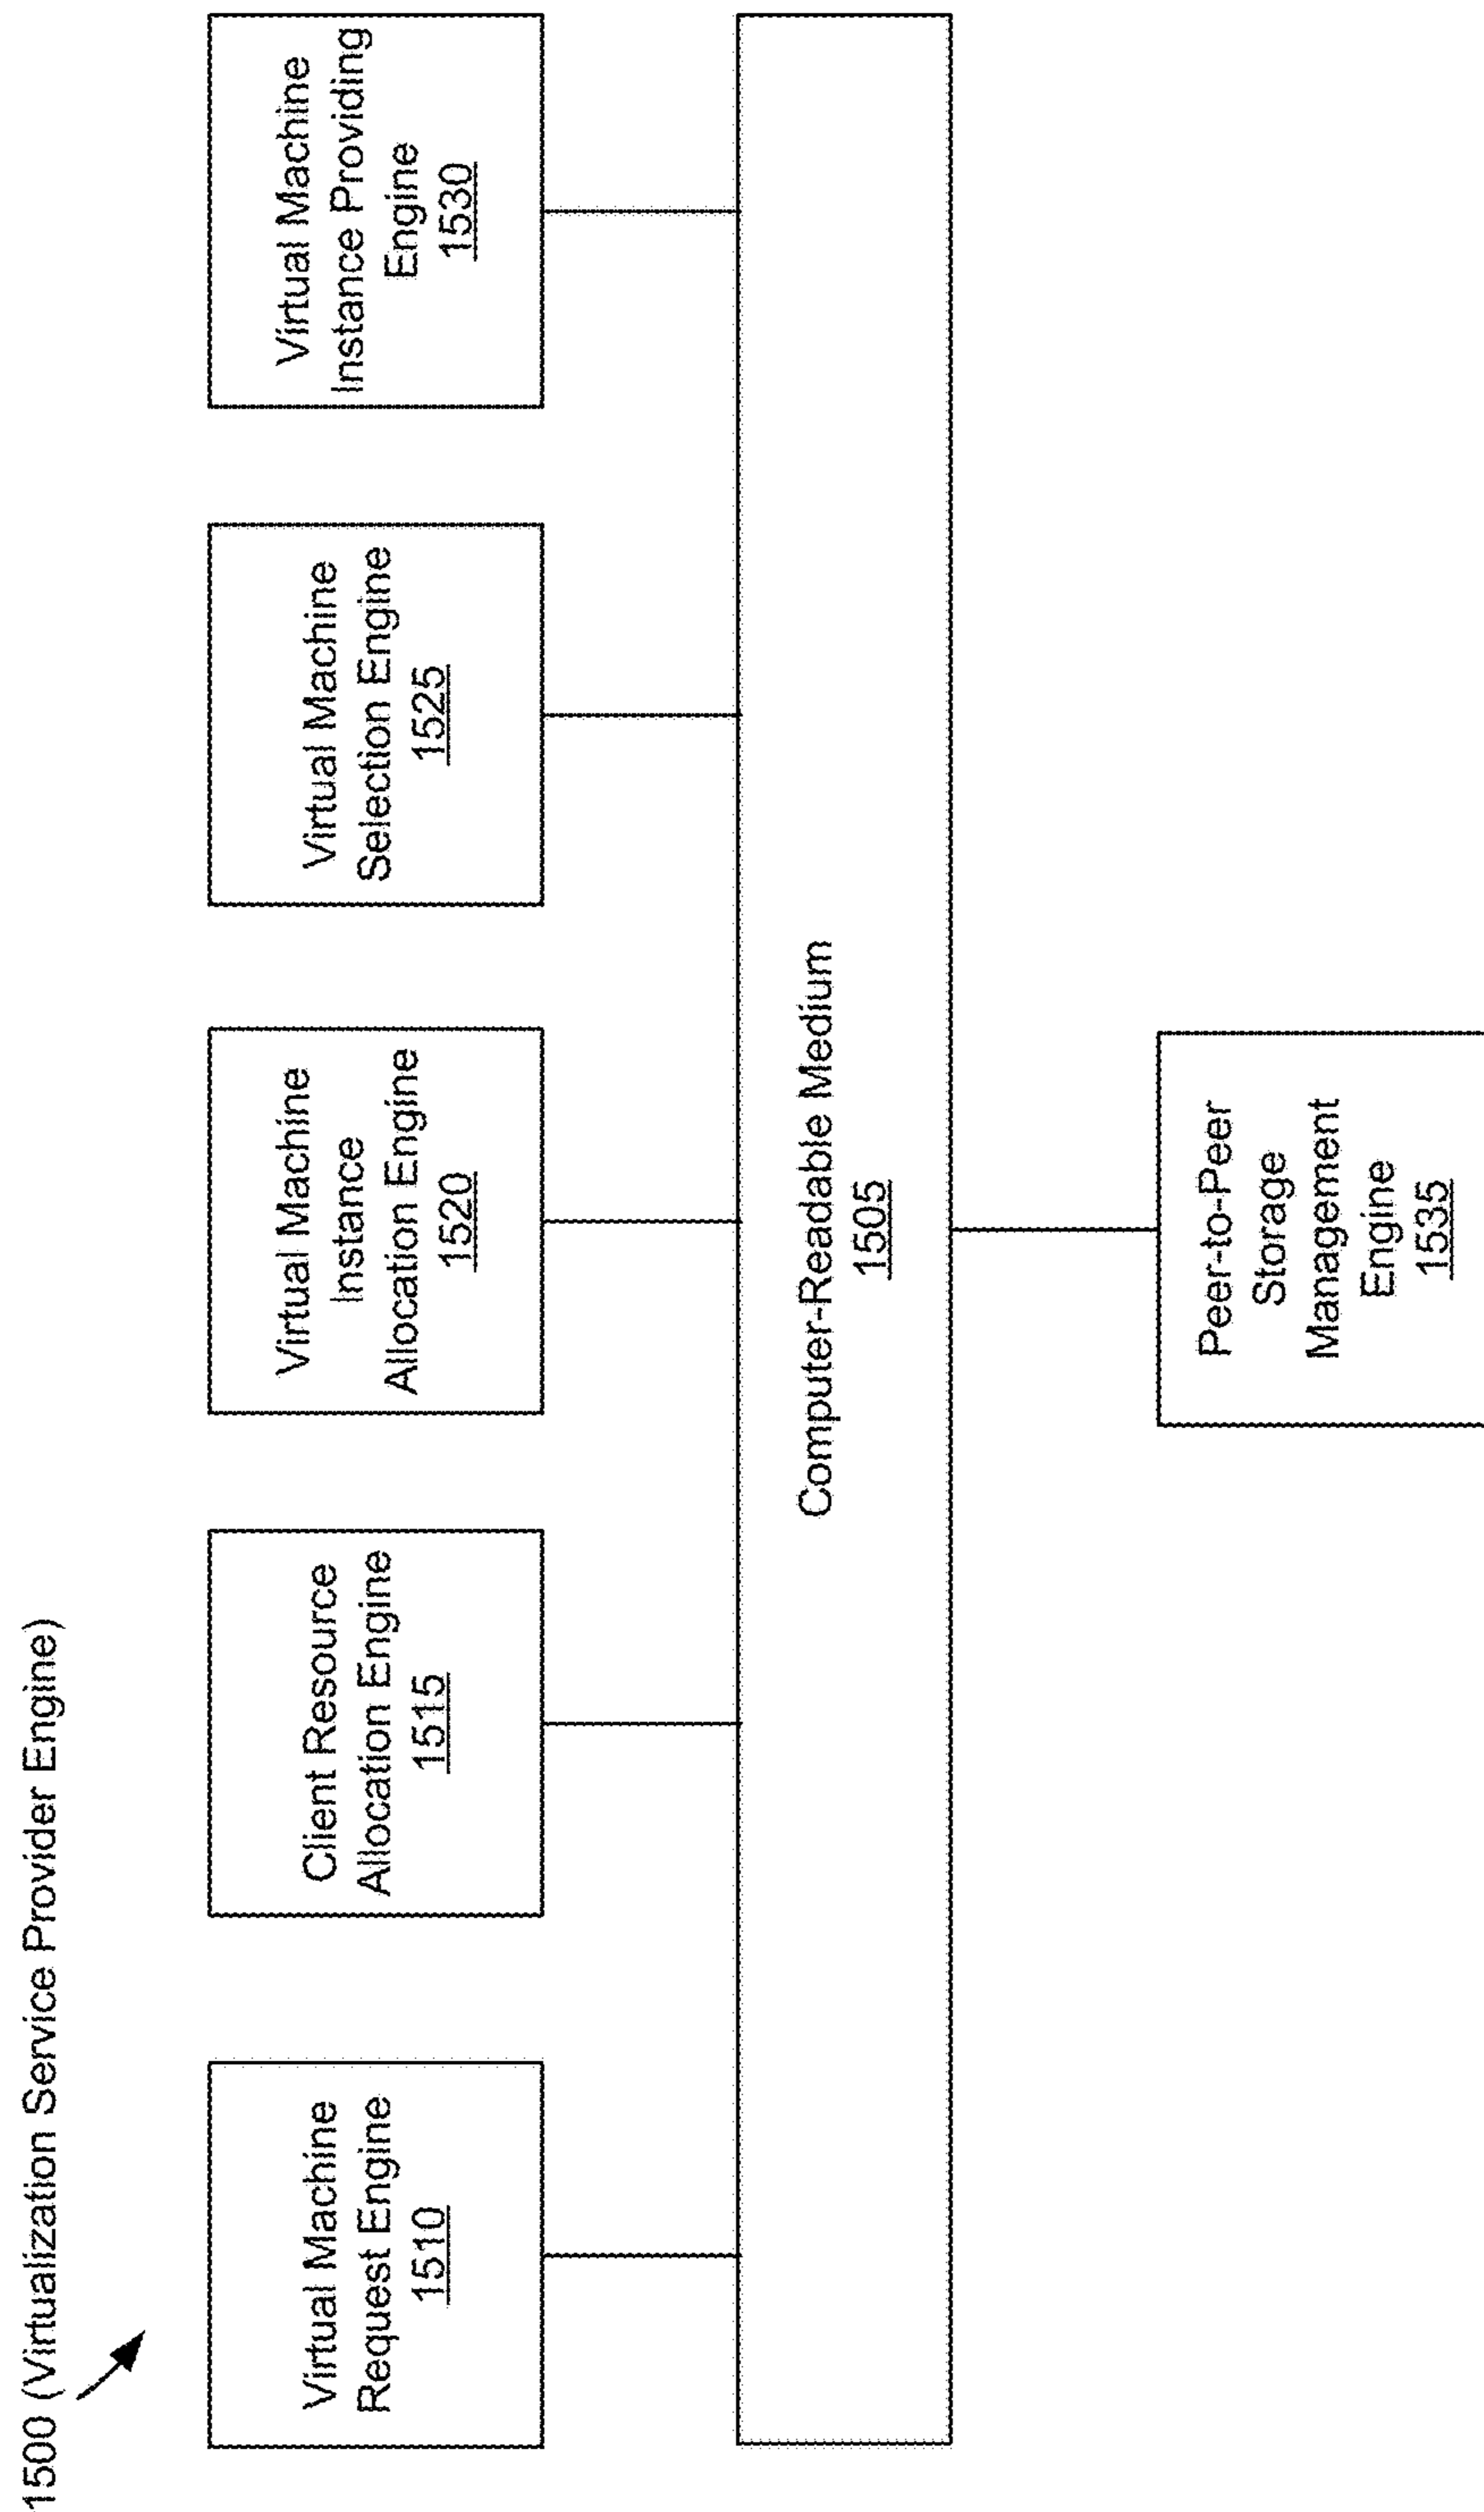 1500 (Virtualization Service Provider Engine)
Virtual Machine
Request Engine
1510
Client Resource
Allocation Engine
1515
Virtual Machine
Instance
Allocation Engine
1520
Virtual Machine
Selection Engine
1525
Virtual Machine
Instance Providing
Engine
1530
Computer-Readable Medium
1505
Peer-to-Peer
Storage
Management
Engine
1535